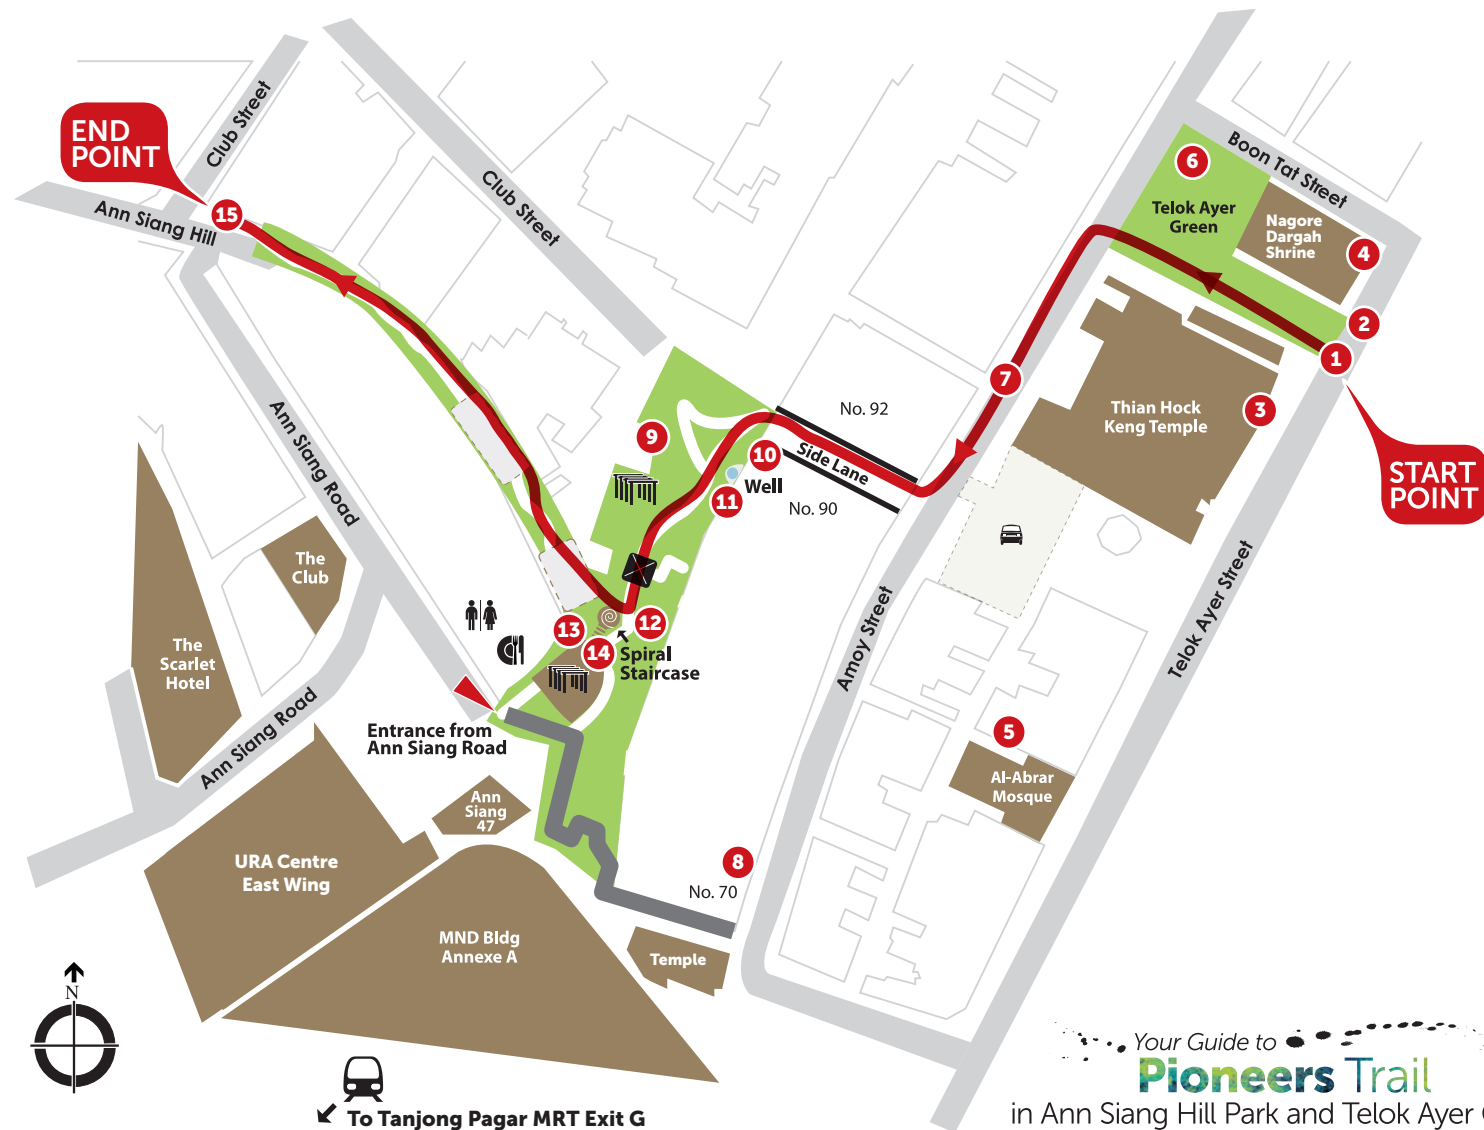 END
POINT
Club Street
15
Ann Siang Hill
Club Street
Boon Tat Street
6
Telok Ayer
Green
Nagore
Dargah
Shrine
4
2
1
7
Thian Hock
Keng Temple
3
START
POINT
No. 92
Side Lane
No. 90
9
10
Well
11
Ann Siang Road
The
Club
12
13
14
Spiral
Staircase
Amoy Street
Telok Ayer Street
The
Scarlet
Hotel
Entrance from
Ann Siang Road
Ann Siang Road
5
Al-Abrar
Mosque
Ann
Siang
47
URA Centre
East Wing
8
No. 70
MND Bldg
Annexe A
Temple
N
To Tanjong Pagar MRT Exit G
Your Guide to
Pioneers Trail
in Ann Siang Hill Park and Telok Ayer